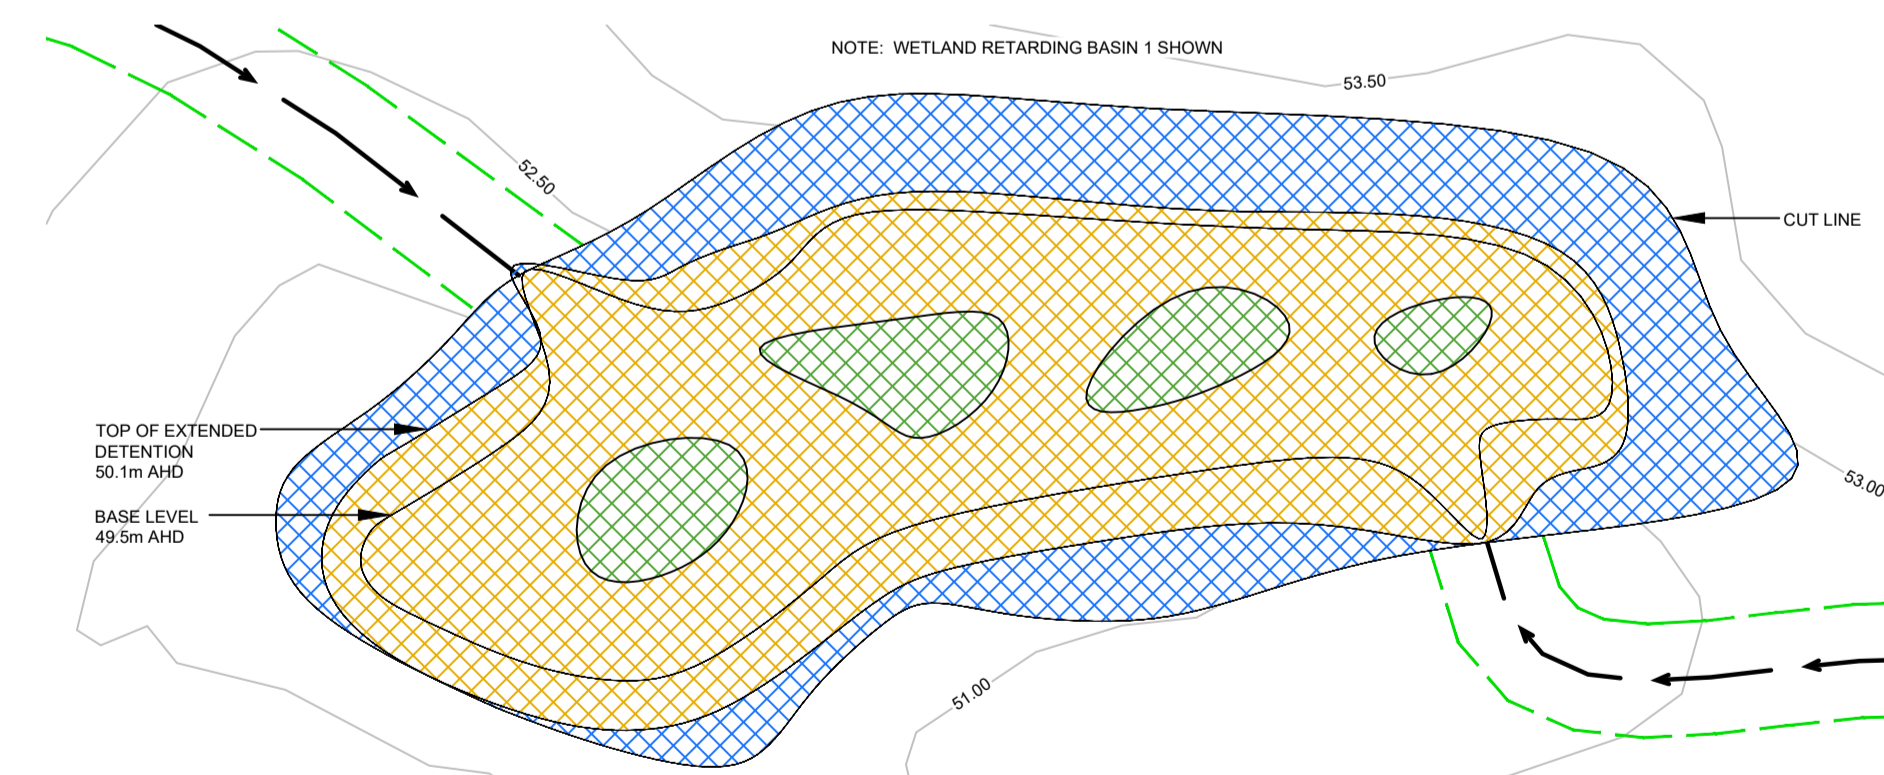 NOTE:  WETLAND RETARDING BASIN 1 SHOWN
53.50
52.50
CUT LINE
TOP OF EXTENDED
DETENTION
50.1m AHD
BASE LEVEL
49.5m AHD
53.00
51.00